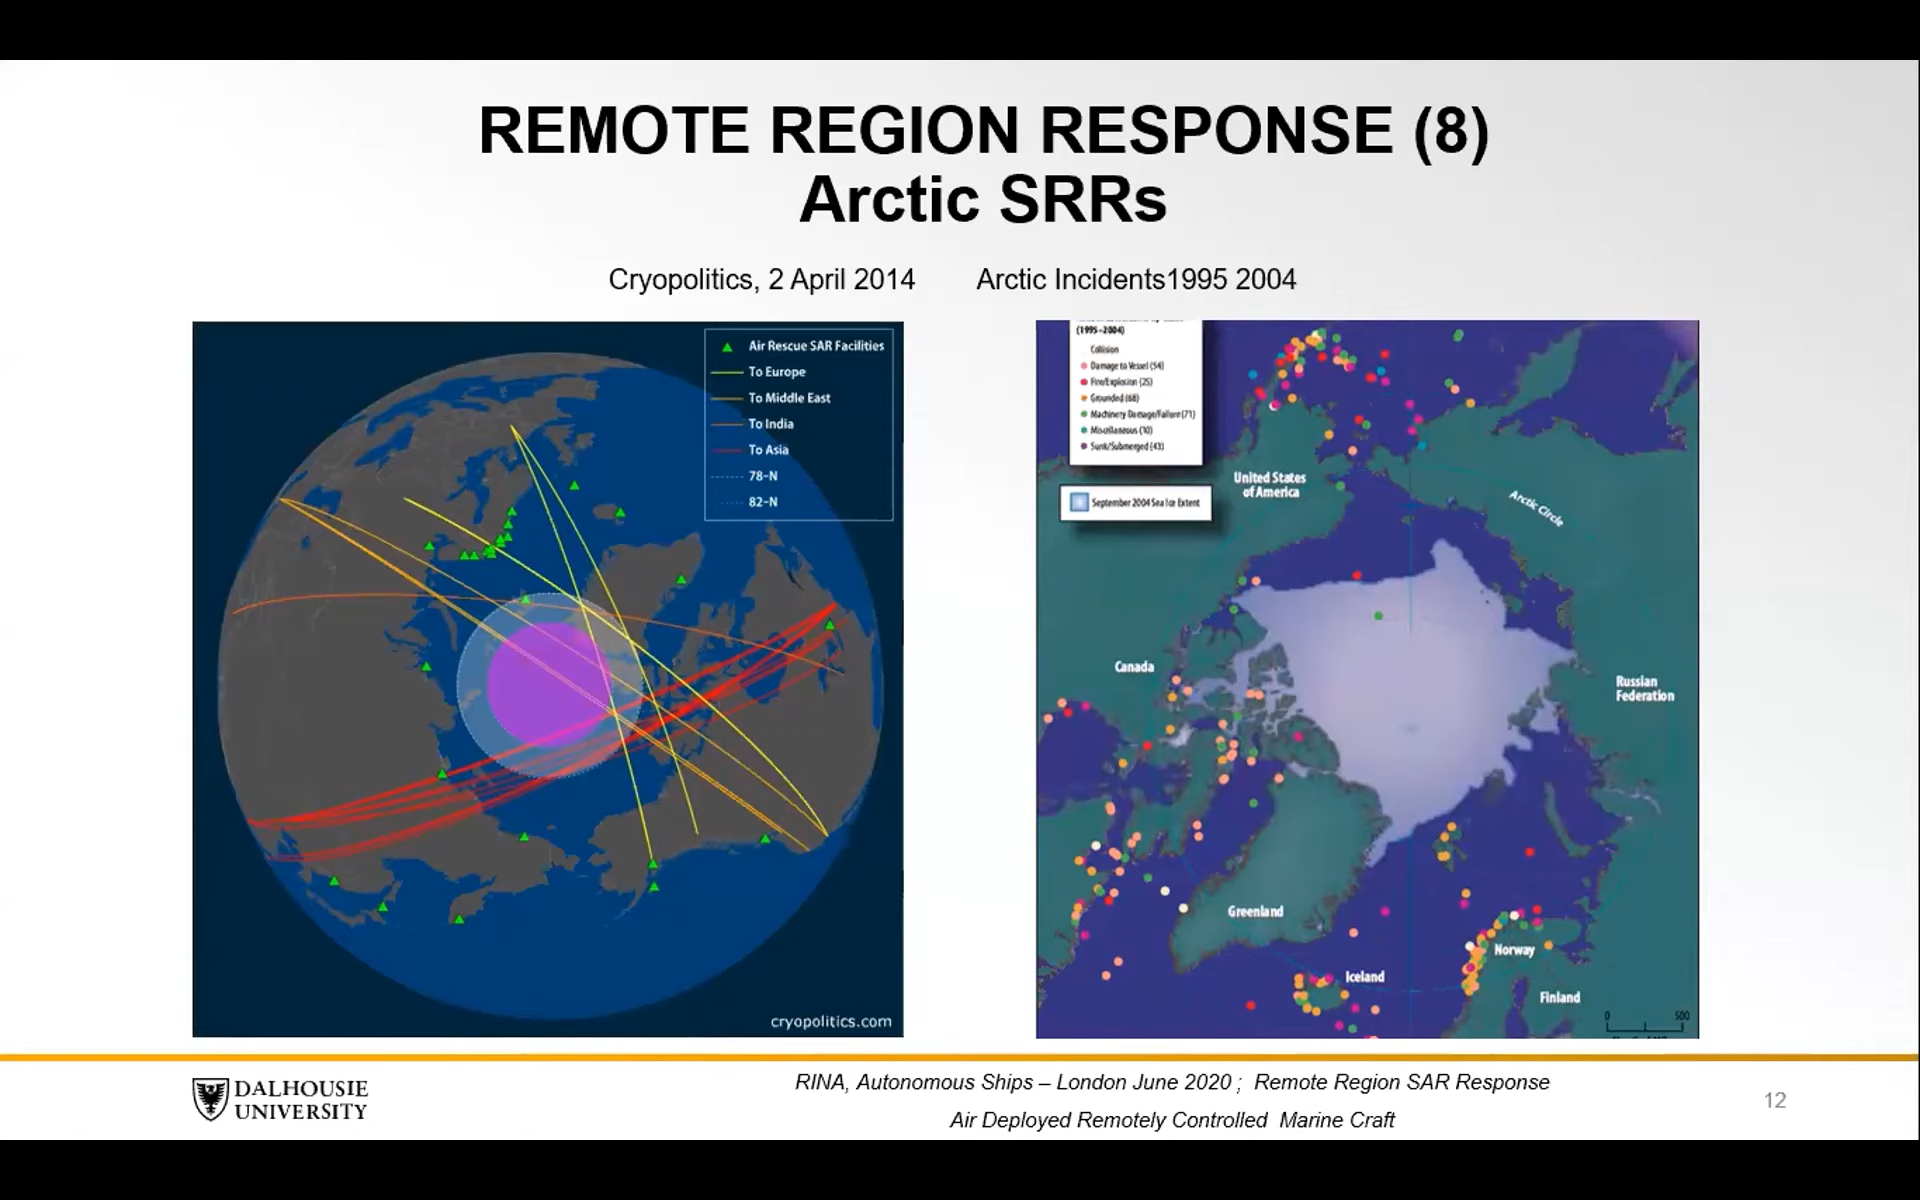 REMOTE REGION RESPONSE (8)
Arctic SRRs
Cryopolitics, 2 April 2014
Arctic Incidents1995 2004
Air Rescue SAR Facilities
To Europe
To Middle East
To India
To Asia
78-N
82-N
cryopolitics.com
(1995-2004)
Collision
Damage to Vessel (54)
Fire/Explosion (25)
Grounded (68)
Machinery Damage/Failure (71)
Miscellaneous (10)
Sunk/Submerged (43)
September 2004 Sea Ice Extent
United States
of America
Arctic Circle
Canada
Russian
Federation
Greenland
Iceland
Norway
Finland
0 500
DALHOUSIE
UNIVERSITY
RINA, Autonomous Ships – London June 2020 ; Remote Region SAR Response
Air Deployed Remotely Controlled Marine Craft
12